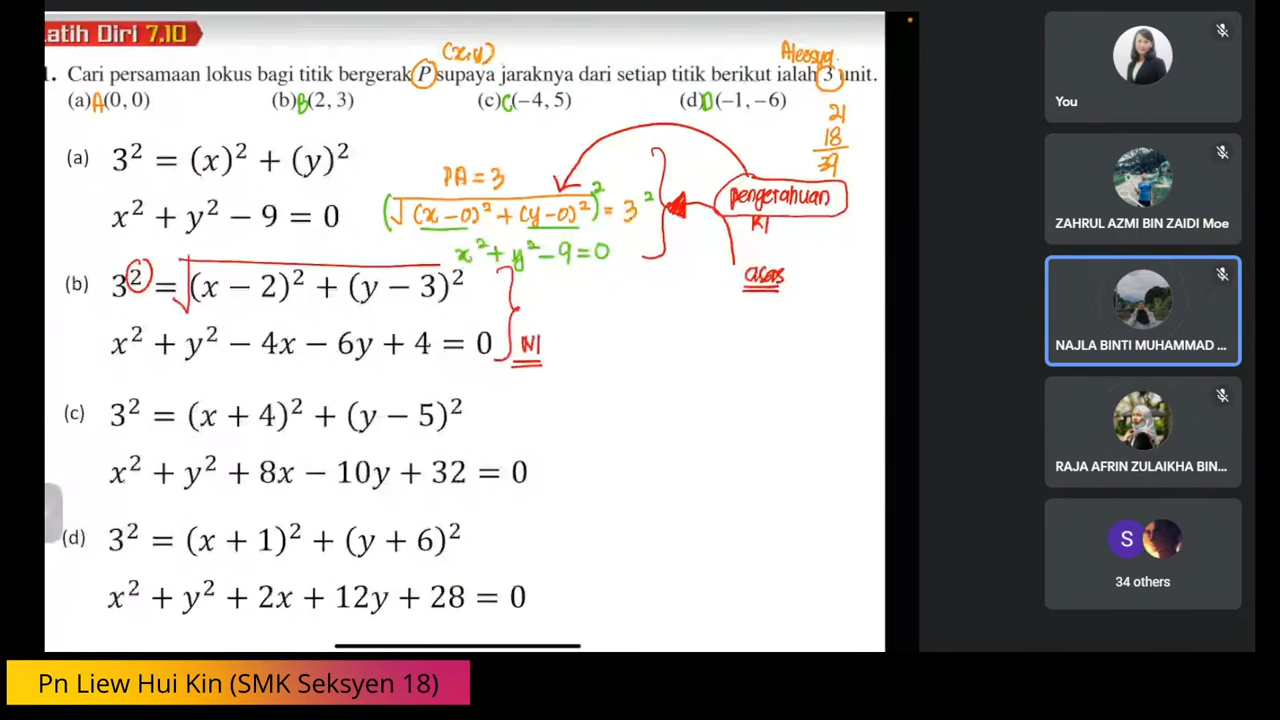 atih Diri 7.10
(x,y)
1. Cari persamaan lokus bagi titik bergerak P supaya jaraknya dari setiap titik berikut ialah 3 unit.
(a) A(0, 0) (b) B(2, 3) (c) C(−4, 5) (d) D(−1, −6)
21
18
39
(a) 3² = (x)² + (y)²
x² + y² − 9 = 0
PA = 3
(√(x−0)² + (y−0)²)² = 3²
x² + y² − 9 = 0
pengerahuan
K1
asas
(b) 3² = √(x − 2)² + (y − 3)²
x² + y² − 4x − 6y + 4 = 0
N1
(c) 3² = (x + 4)² + (y − 5)²
x² + y² + 8x − 10y + 32 = 0
(d) 3² = (x + 1)² + (y + 6)²
x² + y² + 2x + 12y + 28 = 0
You
ZAHRUL AZMI BIN ZAIDI Moe
NAJLA BINTI MUHAMMAD ...
RAJA AFRIN ZULAIKHA BIN...
S
34 others
Pn Liew Hui Kin (SMK Seksyen 18)